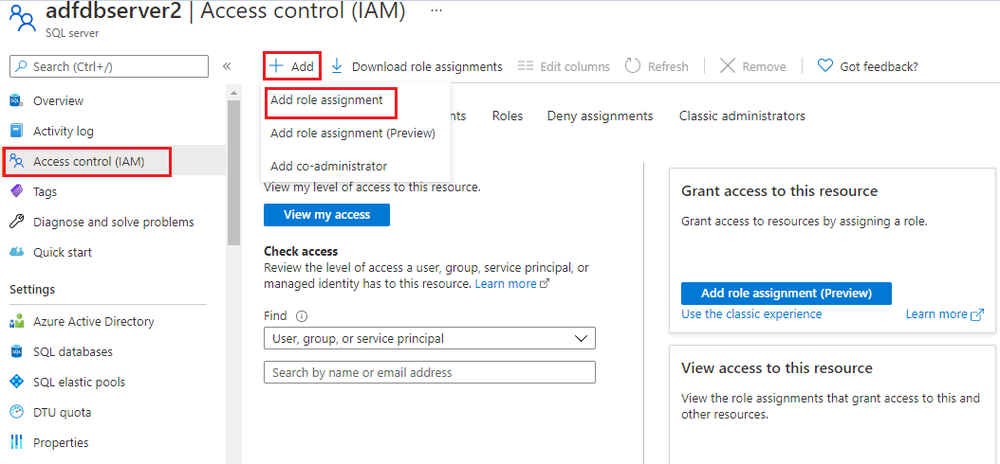 adfdbserver2 | Access control (IAM) ...
SQL server
Search (Ctrl+/)
«
Overview
Activity log
Access control (IAM)
Tags
Diagnose and solve problems
Quick start
Settings
Azure Active Directory
SQL databases
SQL elastic pools
DTU quota
Properties
Add
Download role assignments
Edit columns
Refresh
Remove
Got feedback?
Add role assignment
Add role assignment (Preview)
Add co-administrator
nts
Roles
Deny assignments
Classic administrators
View my level of access to this resource.
View my access
Check access
Review the level of access a user, group, service principal, or
managed identity has to this resource. Learn more
Find
User, group, or service principal
Search by name or email address
Grant access to this resource
Grant access to resources by assigning a role.
Add role assignment (Preview)
Use the classic experience
Learn more
View access to this resource
View the role assignments that grant access to this and
other resources.